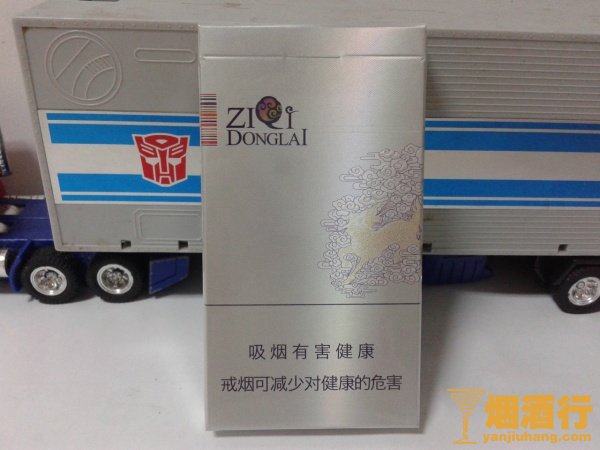 ZIQI
DONGLAI
吸烟有害健康
戒烟可减少对健康的危害
烟酒行
yanjiuhang.com